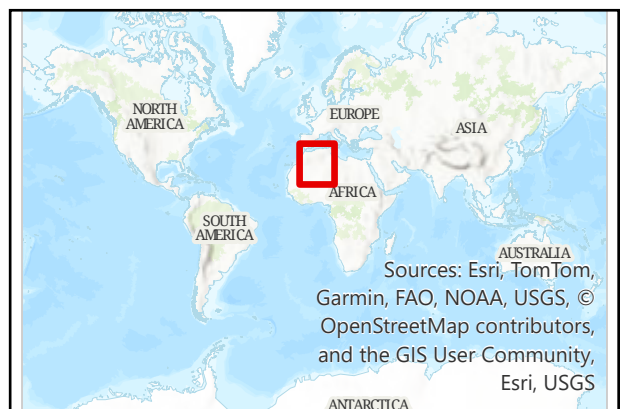 NORTH
AMERICA
EUROPE
ASIA
AFRICA
SOUTH
AMERICA
AUSTRALIA
Sources: Esri, TomTom,
Garmin, FAO, NOAA, USGS, ©
OpenStreetMap contributors,
and the GIS User Community,
Esri, USGS
ANTARCTICA